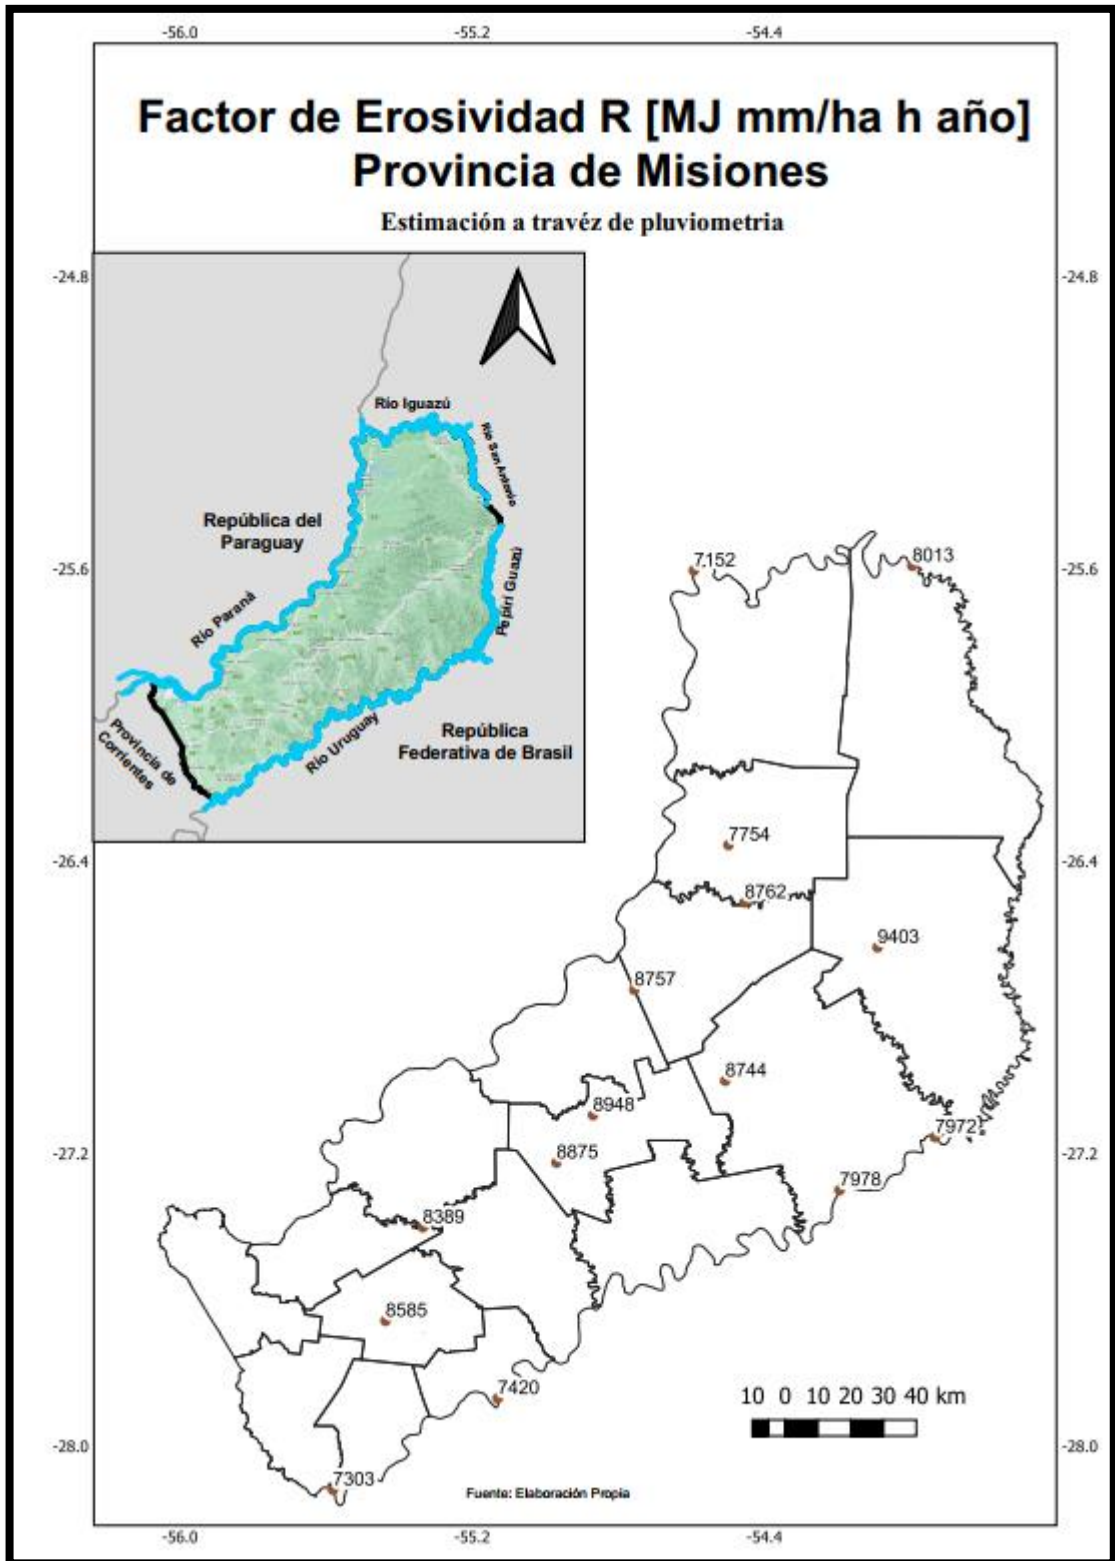 -56.0 -55.2 -54.4
Factor de Erosividad R [MJ mm/ha h año]
Provincia de Misiones
Estimación a travéz de pluviometria
-24.8 -24.8
Río Iguazú
Río San Antonio
República del
Paraguay
Pepirí Guazú
Río Paraná
República
Federativa de Brasil
Río Uruguay
Provincia de
Corrientes
-25.6 -25.6
7152
8013
7754
-26.4 -26.4
8762
9403
8757
8744
8948
7972
-27.2 -27.2
8875
7978
8389
8585
7420
10 0 10 20 30 40 km
-28.0 -28.0
7303
Fuente: Elaboración Propia
-56.0 -55.2 -54.4